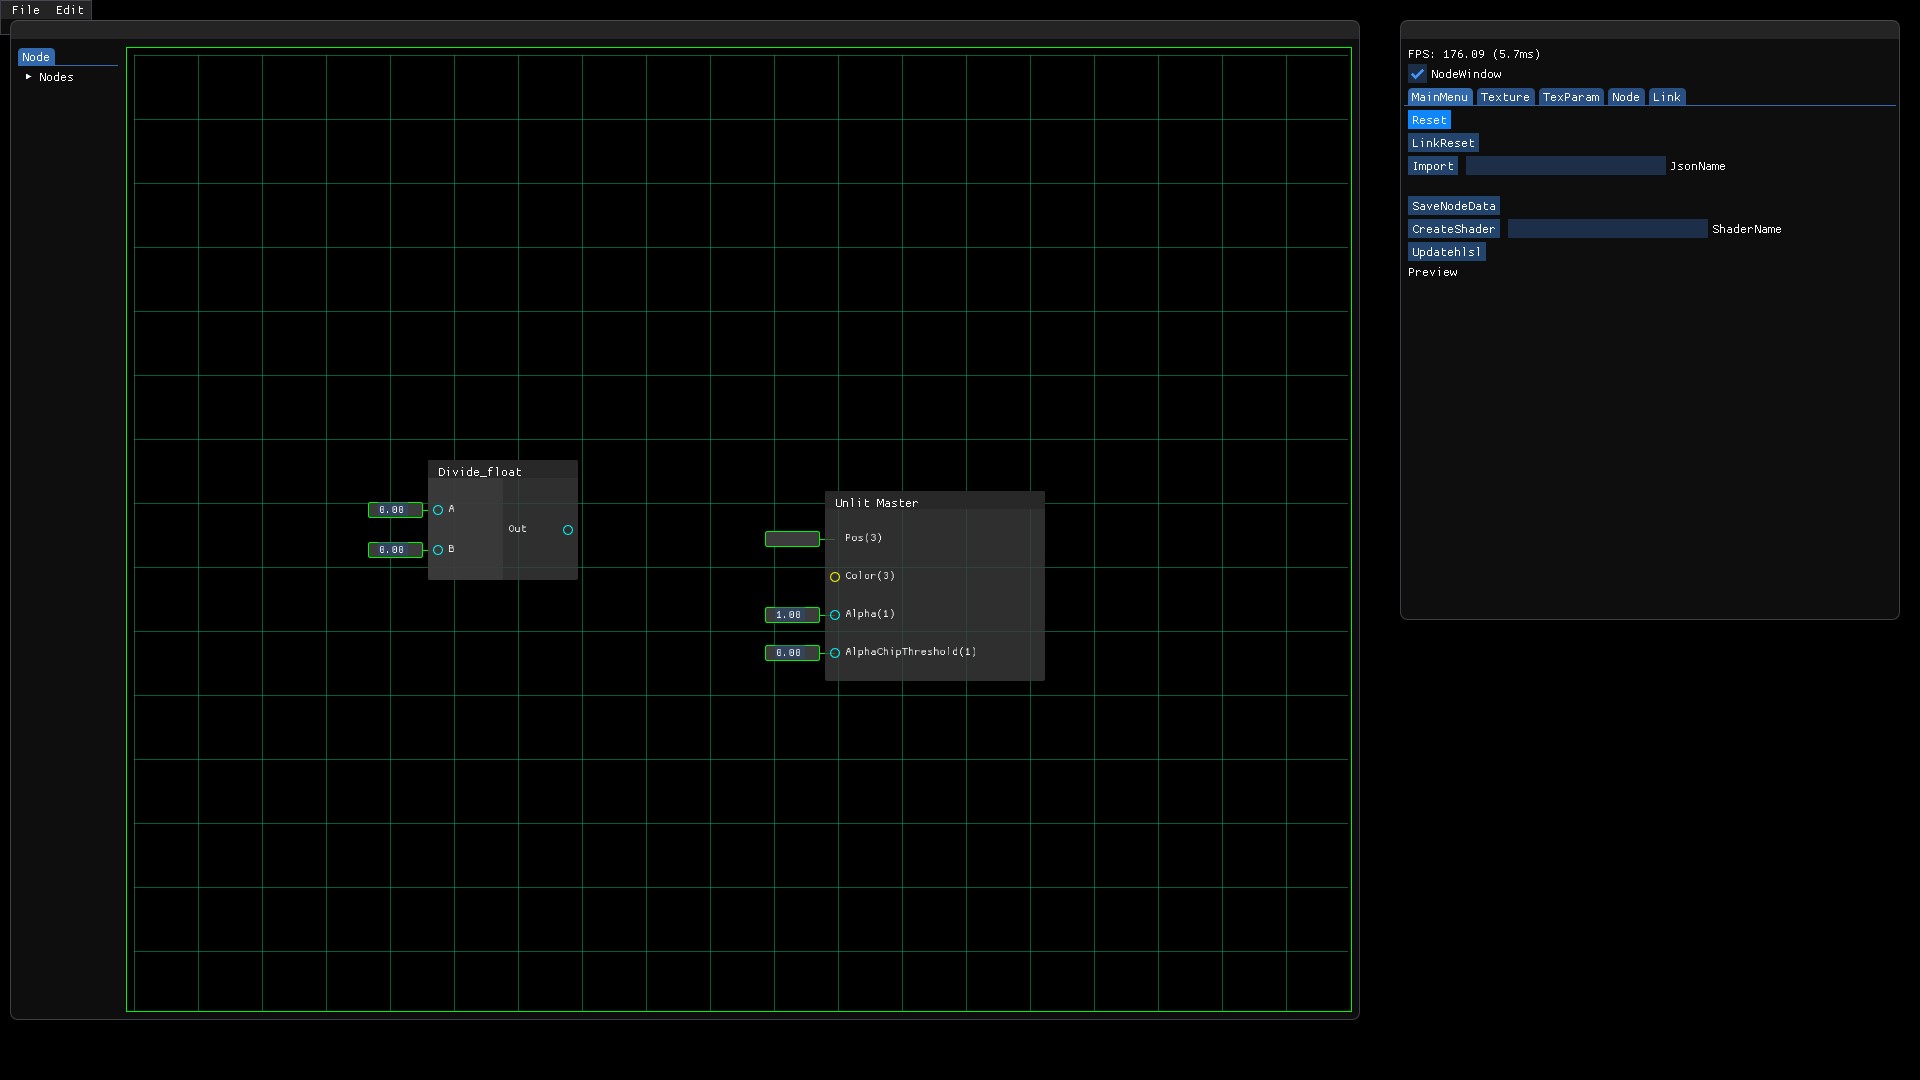 File Edit
Node
Nodes
Divide_float
0.00 A
Out
0.00 B
Unlit Master
Pos(3)
Color(3)
1.00 Alpha(1)
0.00 AlphaChipThreshold(1)
FPS: 176.09 (5.7ms)
NodeWindow
MainMenu Texture TexParam Node Link
Reset
LinkReset
Import JsonName
SaveNodeData
CreateShader ShaderName
Updatehlsl
Preview